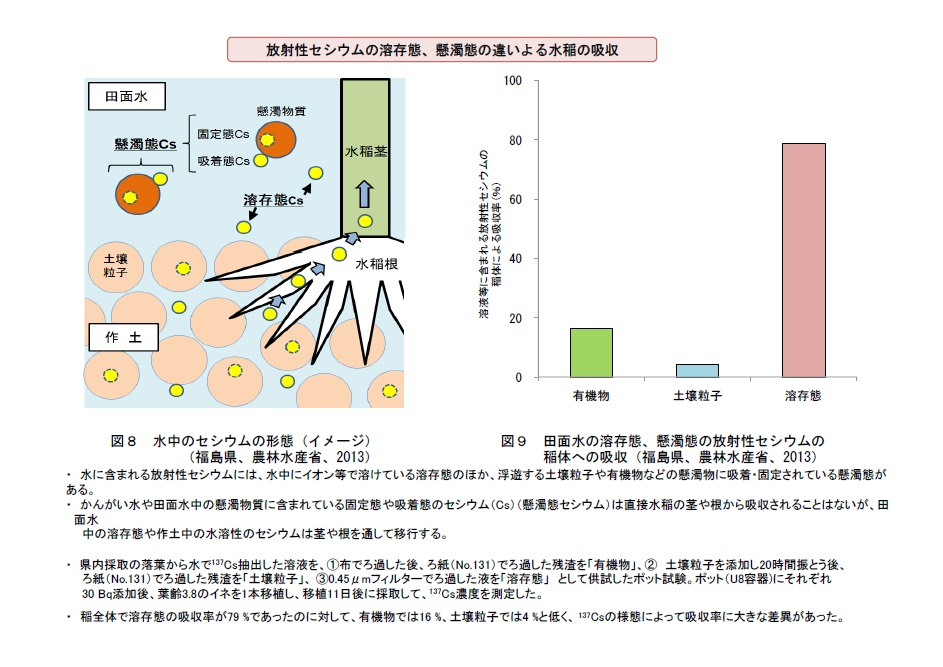 放射性セシウムの溶存態、懸濁態の違いよる水稲の吸収
田面水
懸濁物質
懸濁態Cs
固定態Cs
吸着態Cs
水稲茎
溶存態Cs
土壌
粒子
水稲根
作 土
100
80
60
40
20
0
溶液等に含まれる放射性セシウムの
稲体による吸収率(%)
有機物
土壌粒子
溶存態
図8 水中のセシウムの形態（イメージ）
（福島県、農林水産省、2013）
図9 田面水の溶存態、懸濁態の放射性セシウムの
稲体への吸収（福島県、農林水産省、2013）
・ 水に含まれる放射性セシウムには、水中にイオン等で溶けている溶存態のほか、浮遊する土壌粒子や有機物などの懸濁物に吸着・固定されている懸濁態が
ある。
・ かんがい水や田面水中の懸濁物質に含まれている固定態や吸着態のセシウム（Cs）（懸濁態セシウム）は直接水稲の茎や根から吸収されることはないが、田
面水
中の溶存態や作土中の水溶性のセシウムは茎や根を通して移行する。
・ 県内採取の落葉から水で¹³⁷Cs抽出した溶液を、①布でろ過した後、ろ紙（No.131）でろ過した残渣を「有機物」、② 土壌粒子を添加し20時間振とう後、
ろ紙（No.131）でろ過した残渣を「土壌粒子」、③0.45μmフィルターでろ過した液を「溶存態」 として供試したポット試験。ポット（U8容器）にそれぞれ
30 Bq添加後、葉齢3.8のイネを1本移植し、移植11日後に採取して、¹³⁷Cs濃度を測定した。
・ 稲全体で溶存態の吸収率が79 %であったのに対して、有機物では16 %、土壌粒子では4 %と低く、¹³⁷Csの様態によって吸収率に大きな差異があった。